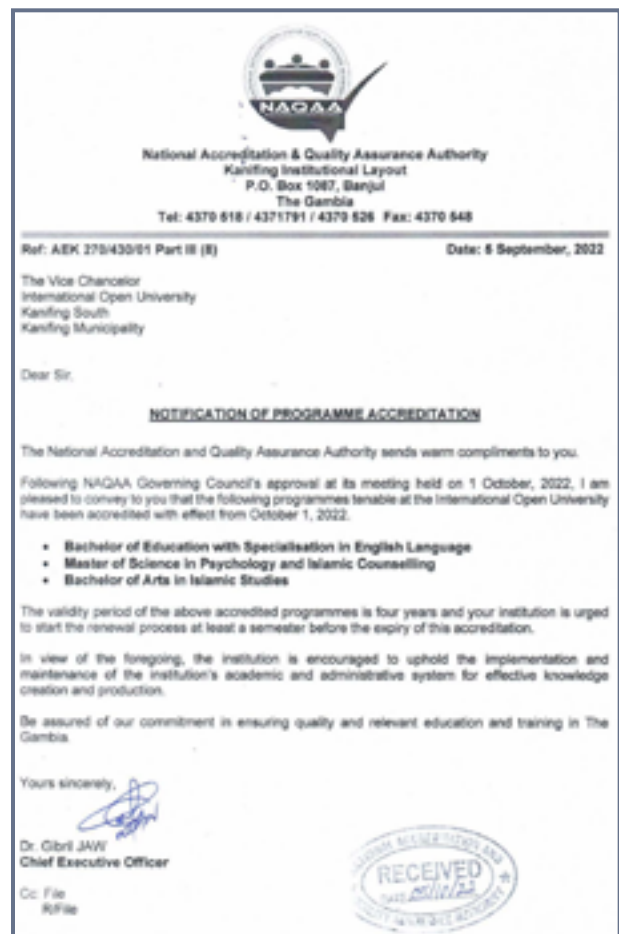 NAQAA
National Accreditation & Quality Assurance Authority
Kanifing Institutional Layout
P.O. Box 1087, Banjul
The Gambia
Tel: 4370 518 / 4371791 / 4370 526 Fax: 4370 548
Ref: AEK 270/430/01 Part III (8)
Date: 6 September, 2022
The Vice Chancelor
International Open University
Kanifing South
Kanifing Municipality
Dear Sir,
NOTIFICATION OF PROGRAMME ACCREDITATION
The National Accreditation and Quality Assurance Authority sends warm compliments to you.
Following NAQAA Governing Council's approval at its meeting held on 1 October, 2022, I am
pleased to convey to you that the following programmes tenable at the International Open University
have been accredited with effect from October 1, 2022.
• Bachelor of Education with Specialisation in English Language
• Master of Science in Psychology and Islamic Counselling
• Bachelor of Arts in Islamic Studies
The validity period of the above accredited programmes is four years and your institution is urged
to start the renewal process at least a semester before the expiry of this accreditation.
In view of the foregoing, the institution is encouraged to uphold the implementation and
maintenance of the institution's academic and administrative system for effective knowledge
creation and production.
Be assured of our commitment in ensuring quality and relevant education and training in The
Gambia.
Yours sincerely,
Dr. Gibril JAW
Chief Executive Officer
Cc: File
R/File
RECEIVED